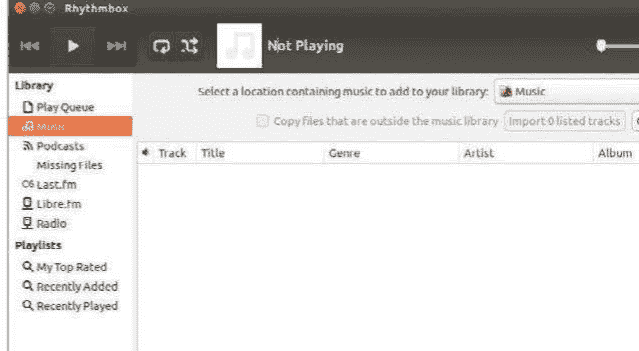 Rhythmbox
Not Playing
Library
Select a location containing music to add to your library: Music
Play Queue
Copy files that are outside the music library Import 0 listed tracks
Music
Podcasts
Track Title Genre Artist Album
Missing Files
Last.fm
Libre.fm
Radio
Playlists
My Top Rated
Recently Added
Recently Played